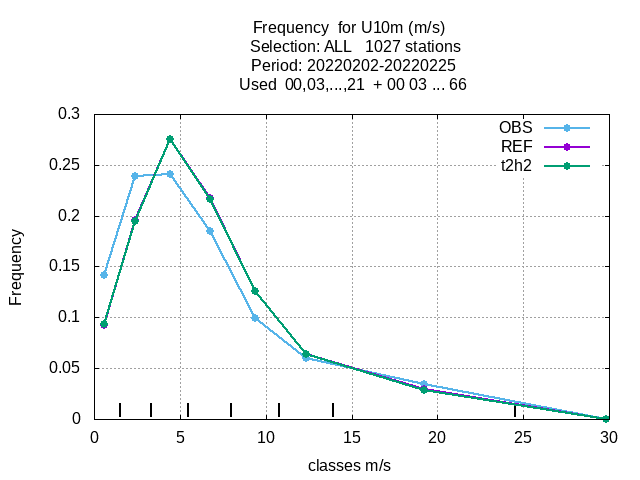 Frequency  for U10m (m/s)
Selection: ALL   1027 stations
Period: 20220202-20220225
Used  00,03,...,21  + 00 03 ... 66
0.3
0.25
0.2
0.15
0.1
0.05
0
Frequency
OBS
REF
t2h2
0 5 10 15 20 25 30
classes m/s